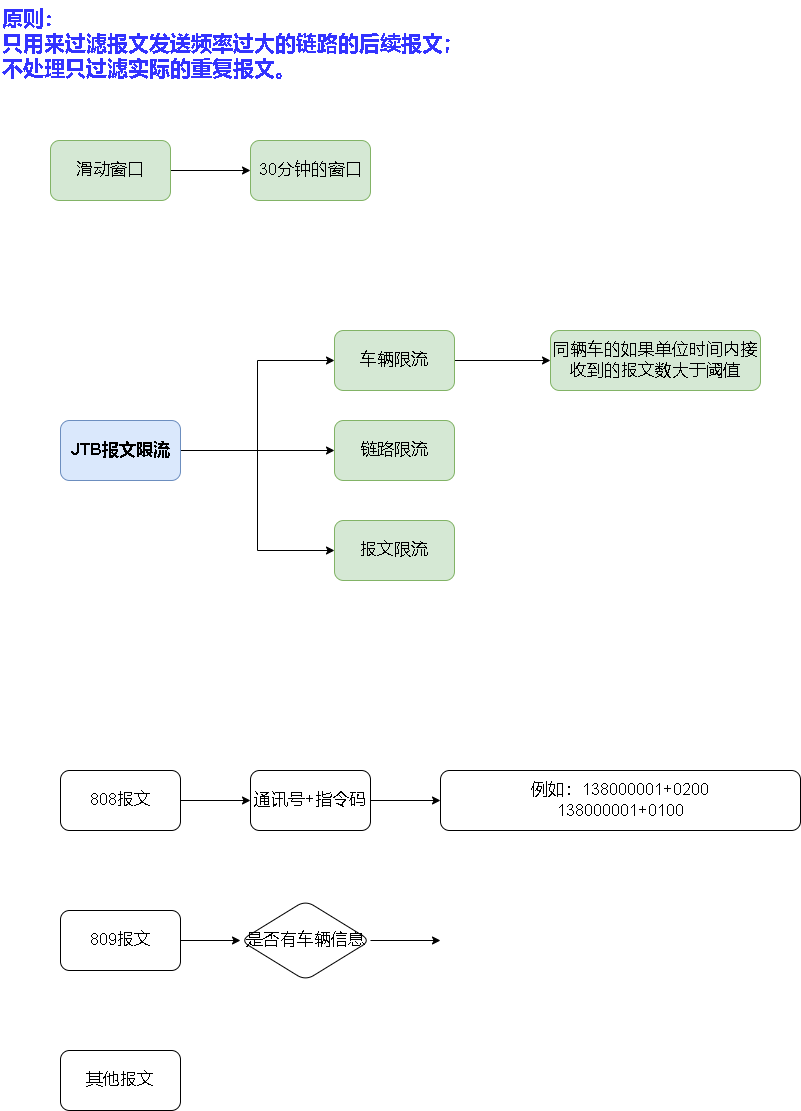 原则：
只用来过滤报文发送频率过大的链路的后续报文；
不处理只过滤实际的重复报文。
滑动窗口
30分钟的窗口
车辆限流
同辆车的如果单位时间内接
收到的报文数大于阈值
JTB报文限流
链路限流
报文限流
808报文
通讯号+指令码
例如：138000001+0200
138000001+0100
809报文
是否有车辆信息
其他报文